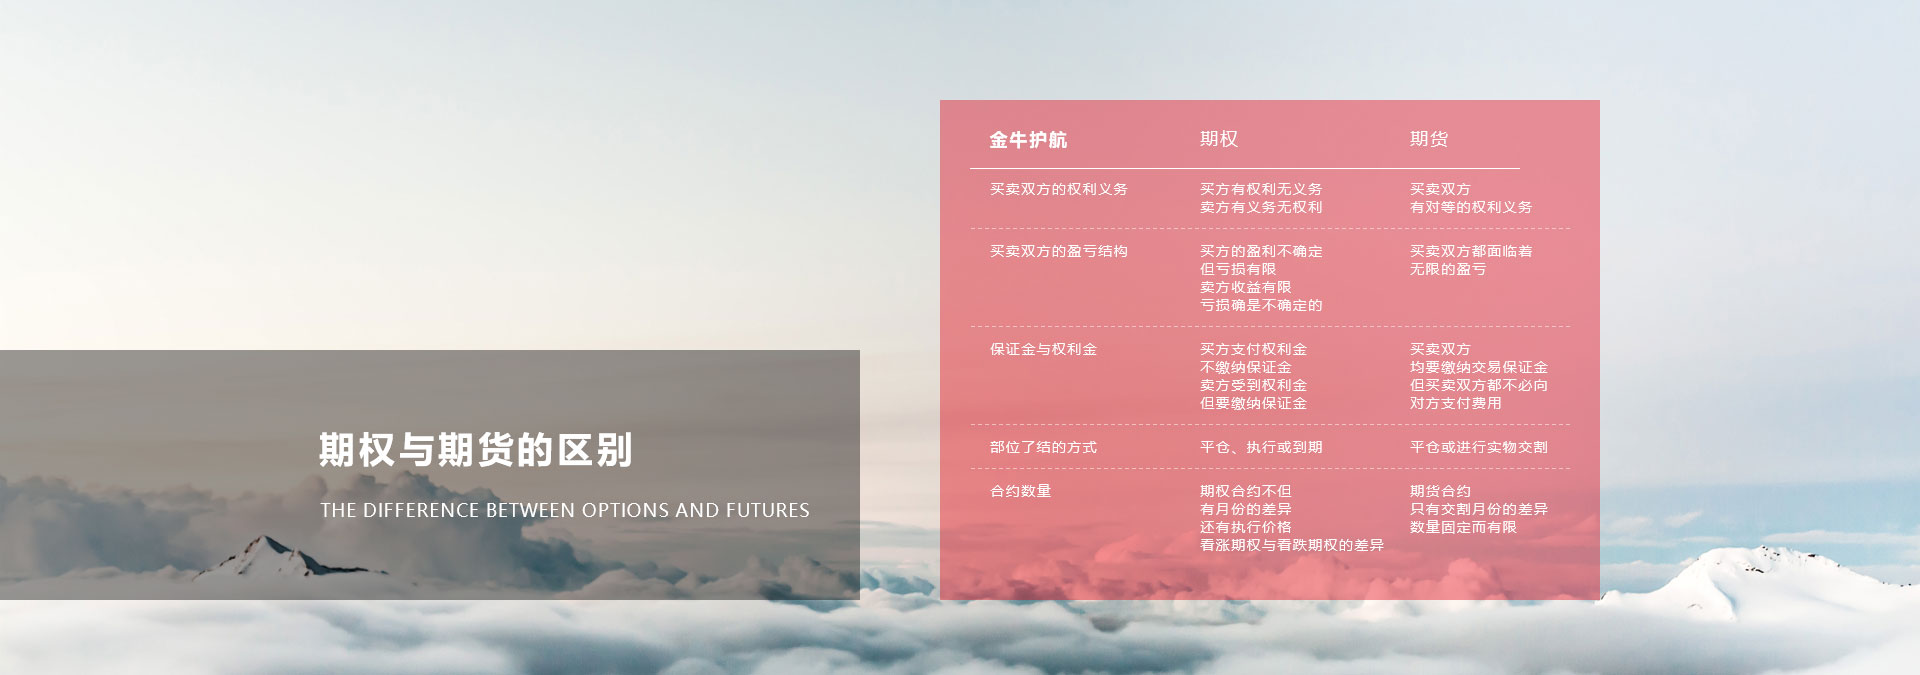 期权与期货的区别
THE DIFFERENCE BETWEEN OPTIONS AND FUTURES
金牛护航 期权 期货
买卖双方的权利义务
买方有权利无义务
卖方有义务无权利
买卖双方
有对等的权利义务
买卖双方的盈亏结构
买方的盈利不确定
但亏损有限
卖方收益有限
亏损确是不确定的
买卖双方都面临着
无限的盈亏
保证金与权利金
买方支付权利金
不缴纳保证金
卖方受到权利金
但要缴纳保证金
买卖双方
均要缴纳交易保证金
但买卖双方都不必向
对方支付费用
部位了结的方式
平仓、执行或到期
平仓或进行实物交割
合约数量
期权合约不但
有月份的差异
还有执行价格
看涨期权与看跌期权的差异
期货合约
只有交割月份的差异
数量固定而有限